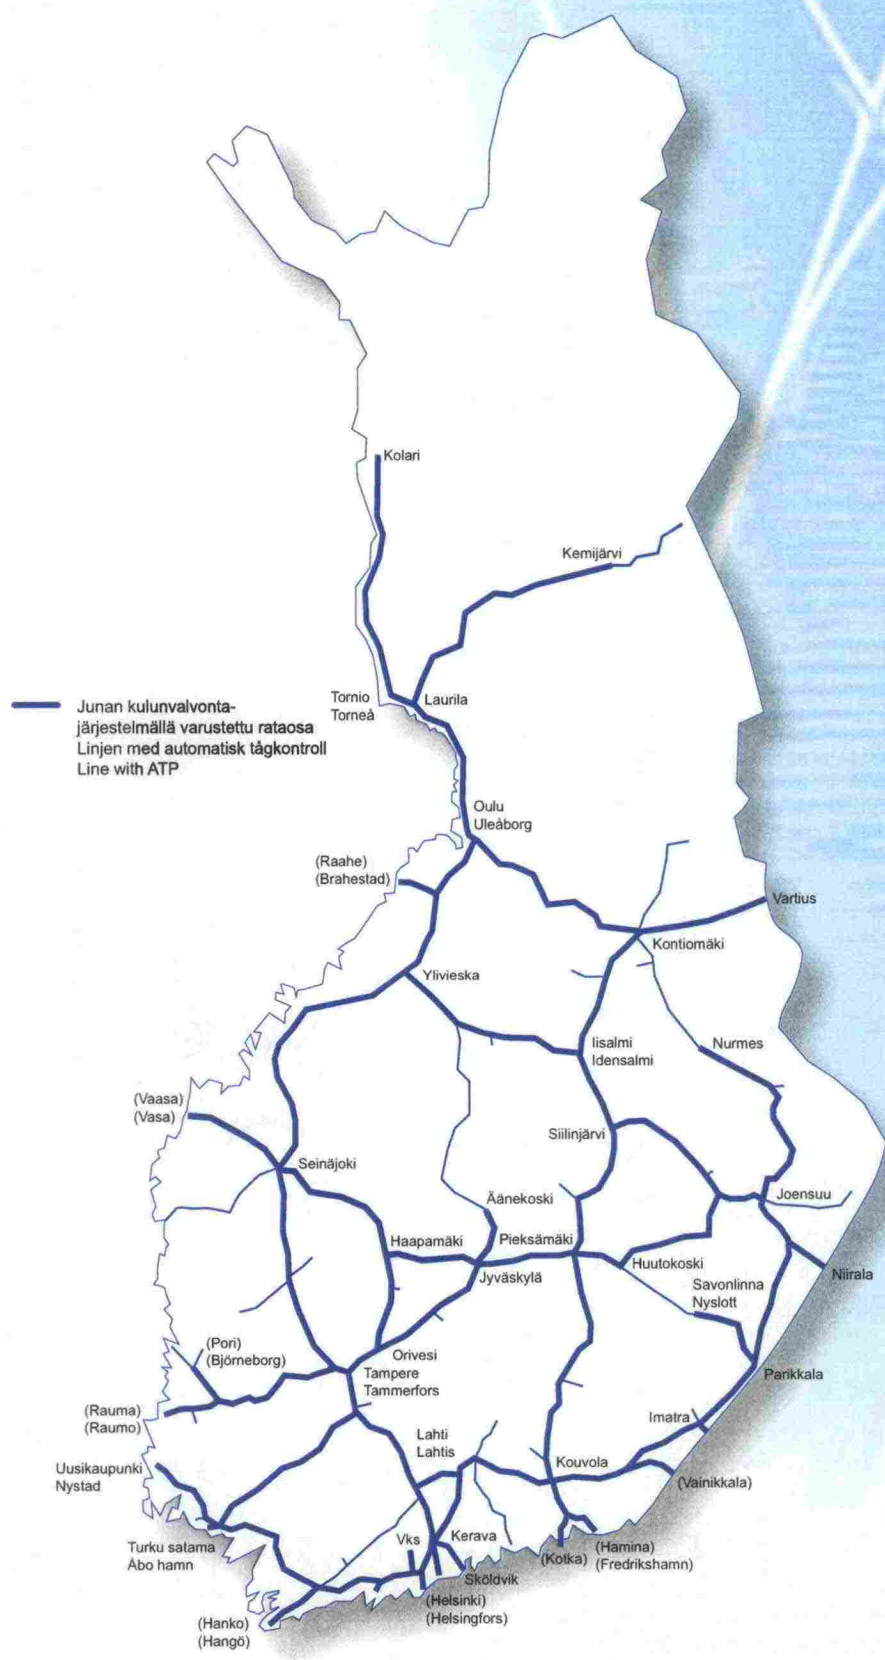 Kolari
Kemijärvi
Tornio
Torneå
Laurila
Junan kulunvalvonta-
järjestelmällä varustettu rataosa
Linjen med automatisk tågkontroll
Line with ATP
Oulu
Uleåborg
(Raahe)
(Brahestad)
Vartius
Kontiomäki
Ylivieska
Iisalmi
Idensalmi
Nurmes
(Vaasa)
(Vasa)
Siilinjärvi
Seinäjoki
Äänekoski
Joensuu
Haapamäki
Pieksämäki
Jyväskylä
Huutokoski
Niirala
Savonlinna
Nyslott
(Pori)
(Björneborg)
Orivesi
Tampere
Tammerfors
Parikkala
(Rauma)
(Raumo)
Imatra
Lahti
Lahtis
Uusikaupunki
Nystad
Kouvola
(Vainikkala)
Turku satama
Åbo hamn
Vks
Kerava
(Kotka)
(Hamina)
(Fredrikshamn)
Sköldvik
(Helsinki)
(Helsingfors)
(Hanko)
(Hangö)